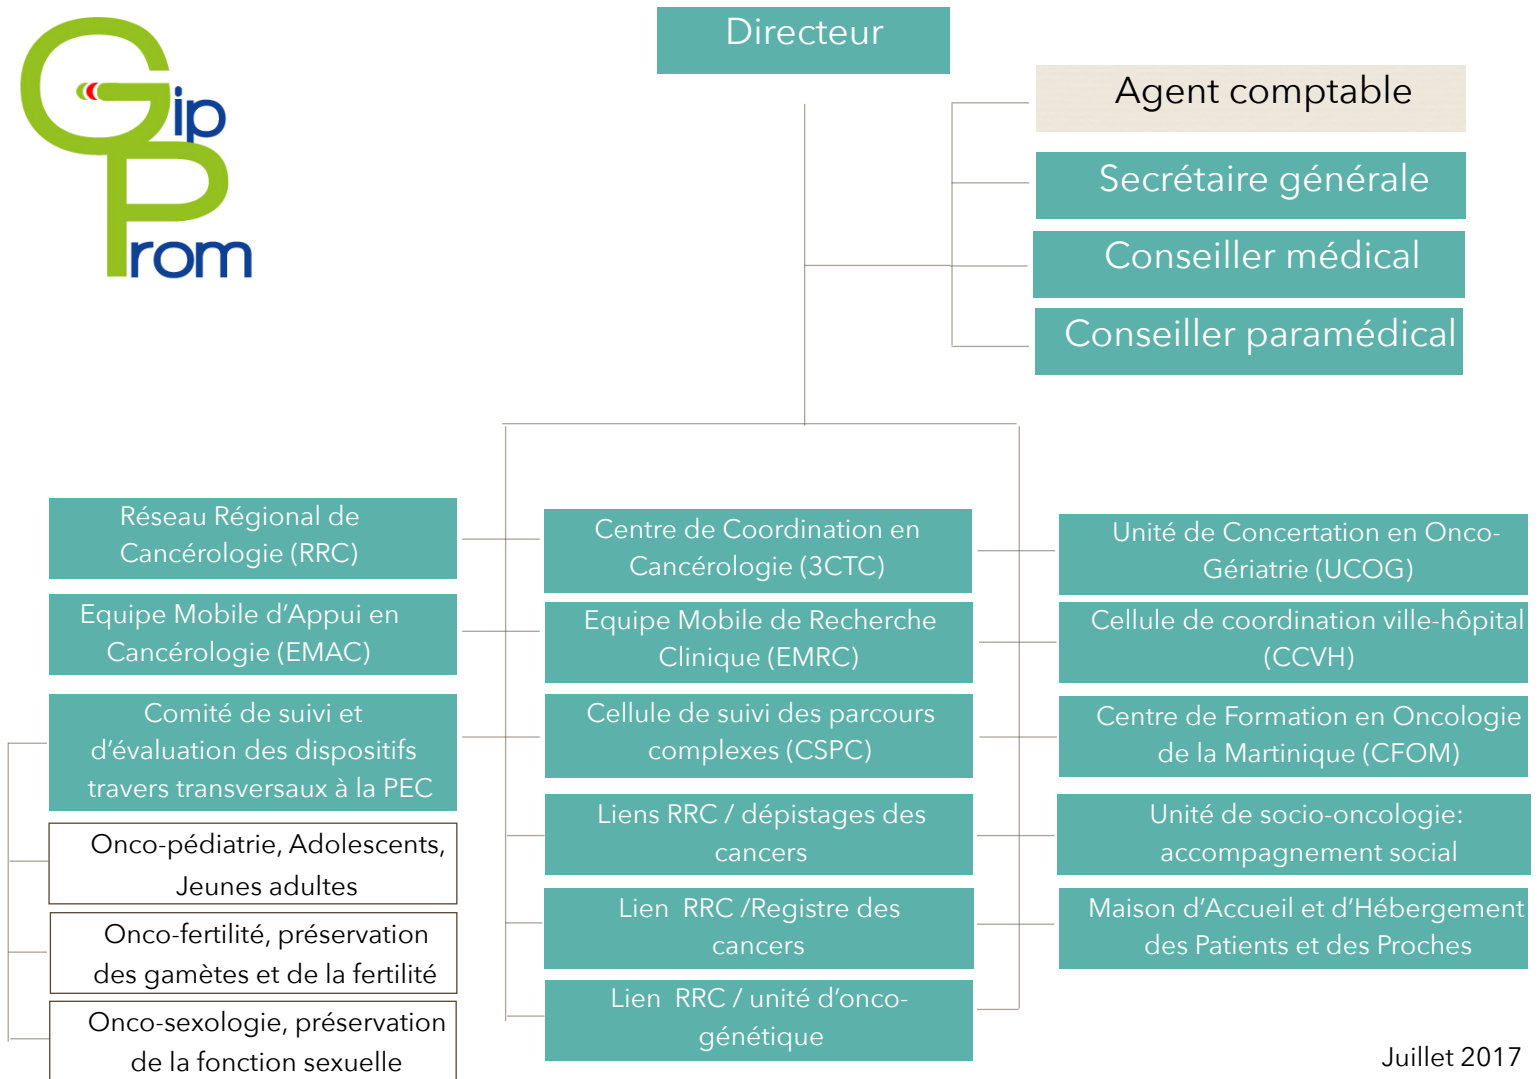 Gip
Prom
Directeur
Agent comptable
Secrétaire générale
Conseiller médical
Conseiller paramédical
Réseau Régional de
Cancérologie (RRC)
Equipe Mobile d’Appui en
Cancérologie (EMAC)
Comité de suivi et
d’évaluation des dispositifs
travers transversaux à la PEC
Onco-pédiatrie, Adolescents,
Jeunes adultes
Onco-fertilité, préservation
des gamètes et de la fertilité
Onco-sexologie, préservation
de la fonction sexuelle
Centre de Coordination en
Cancérologie (3CTC)
Equipe Mobile de Recherche
Clinique (EMRC)
Cellule de suivi des parcours
complexes (CSPC)
Liens RRC / dépistages des
cancers
Lien  RRC /Registre des
cancers
Lien  RRC / unité d’onco-
génétique
Unité de Concertation en Onco-
Gériatrie (UCOG)
Cellule de coordination ville-hôpital
(CCVH)
Centre de Formation en Oncologie
de la Martinique (CFOM)
Unité de socio-oncologie:
accompagnement social
Maison d’Accueil et d’Hébergement
des Patients et des Proches
Juillet 2017